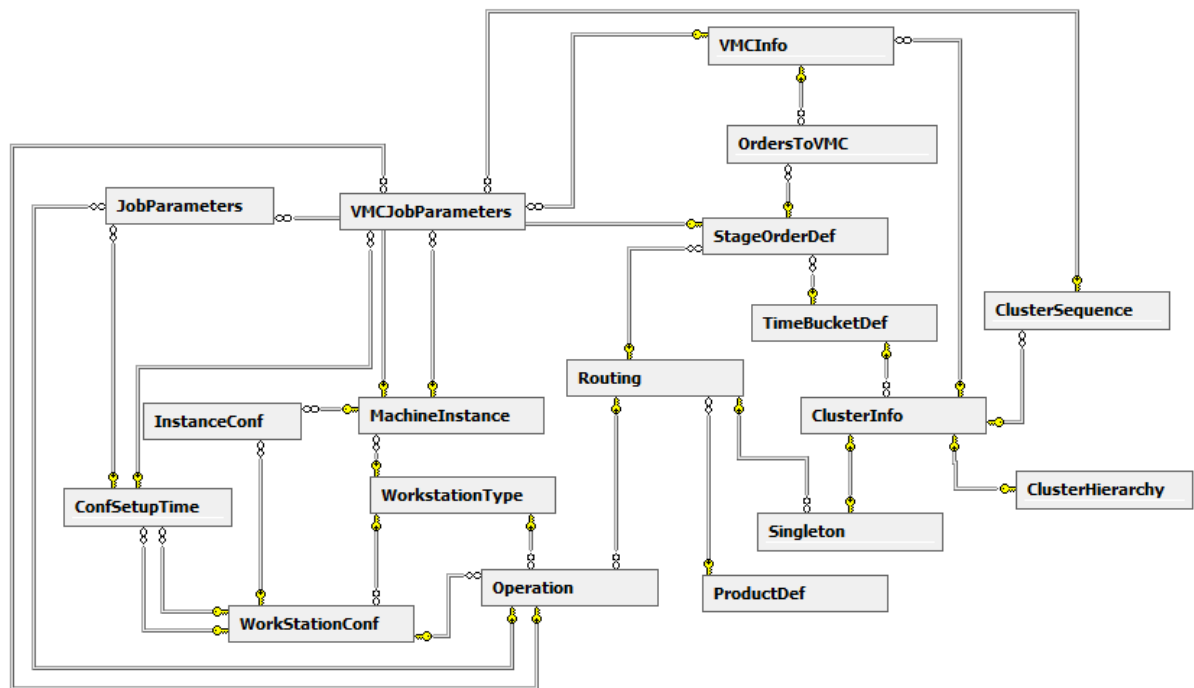 VMCInfo
OrdersToVMC
JobParameters
VMCJobParameters
StageOrderDef
ClusterSequence
TimeBucketDef
Routing
InstanceConf
MachineInstance
ClusterInfo
WorkstationType
ClusterHierarchy
ConfSetupTime
Singleton
Operation
ProductDef
WorkStationConf